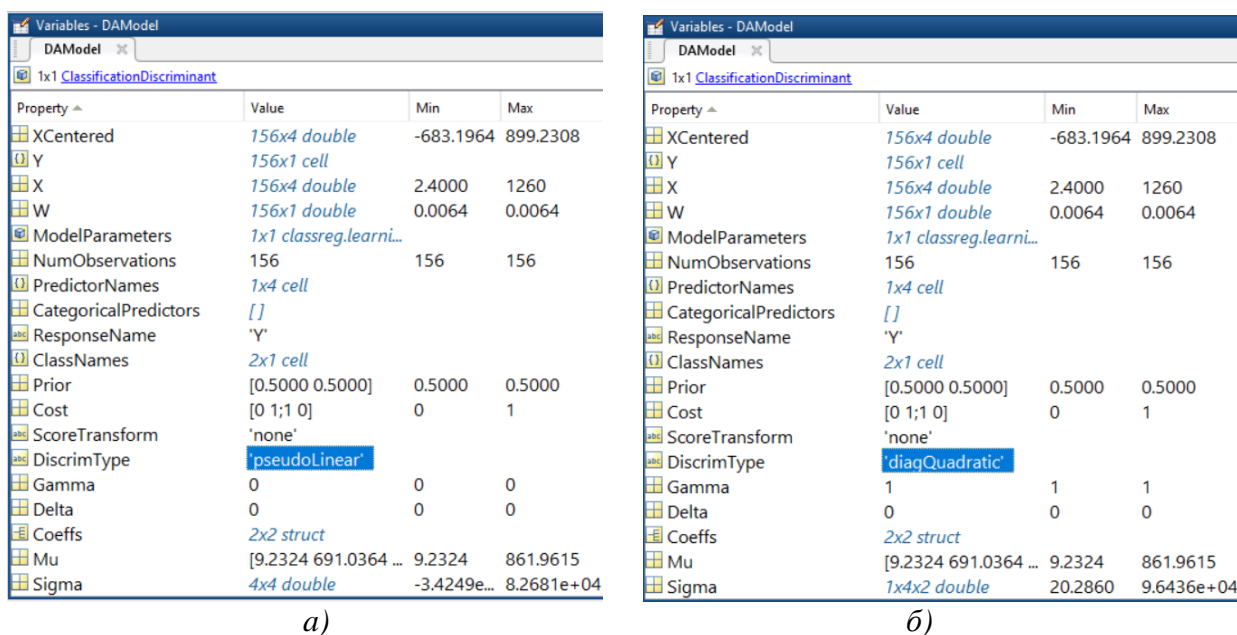 Variables - DAModel
DAModel
1x1 ClassificationDiscriminant
Property Value Min Max
XCentered 156x4 double -683.1964 899.2308
Y 156x1 cell
X 156x4 double 2.4000 1260
W 156x1 double 0.0064 0.0064
ModelParameters 1x1 classreg.learni...
NumObservations 156 156 156
PredictorNames 1x4 cell
CategoricalPredictors []
ResponseName 'Y'
ClassNames 2x1 cell
Prior [0.5000 0.5000] 0.5000 0.5000
Cost [0 1;1 0] 0 1
ScoreTransform 'none'
DiscrimType 'pseudoLinear'
Gamma 0 0 0
Delta 0 0 0
Coeffs 2x2 struct
Mu [9.2324 691.0364 ... 9.2324 861.9615
Sigma 4x4 double -3.4249e... 8.2681e+04
а)
Variables - DAModel
DAModel
1x1 ClassificationDiscriminant
Property Value Min Max
XCentered 156x4 double -683.1964 899.2308
Y 156x1 cell
X 156x4 double 2.4000 1260
W 156x1 double 0.0064 0.0064
ModelParameters 1x1 classreg.learni...
NumObservations 156 156 156
PredictorNames 1x4 cell
CategoricalPredictors []
ResponseName 'Y'
ClassNames 2x1 cell
Prior [0.5000 0.5000] 0.5000 0.5000
Cost [0 1;1 0] 0 1
ScoreTransform 'none'
DiscrimType 'diagQuadratic'
Gamma 1 1 1
Delta 0 0 0
Coeffs 2x2 struct
Mu [9.2324 691.0364 ... 9.2324 861.9615
Sigma 1x4x2 double 20.2860 9.6436e+04
б)